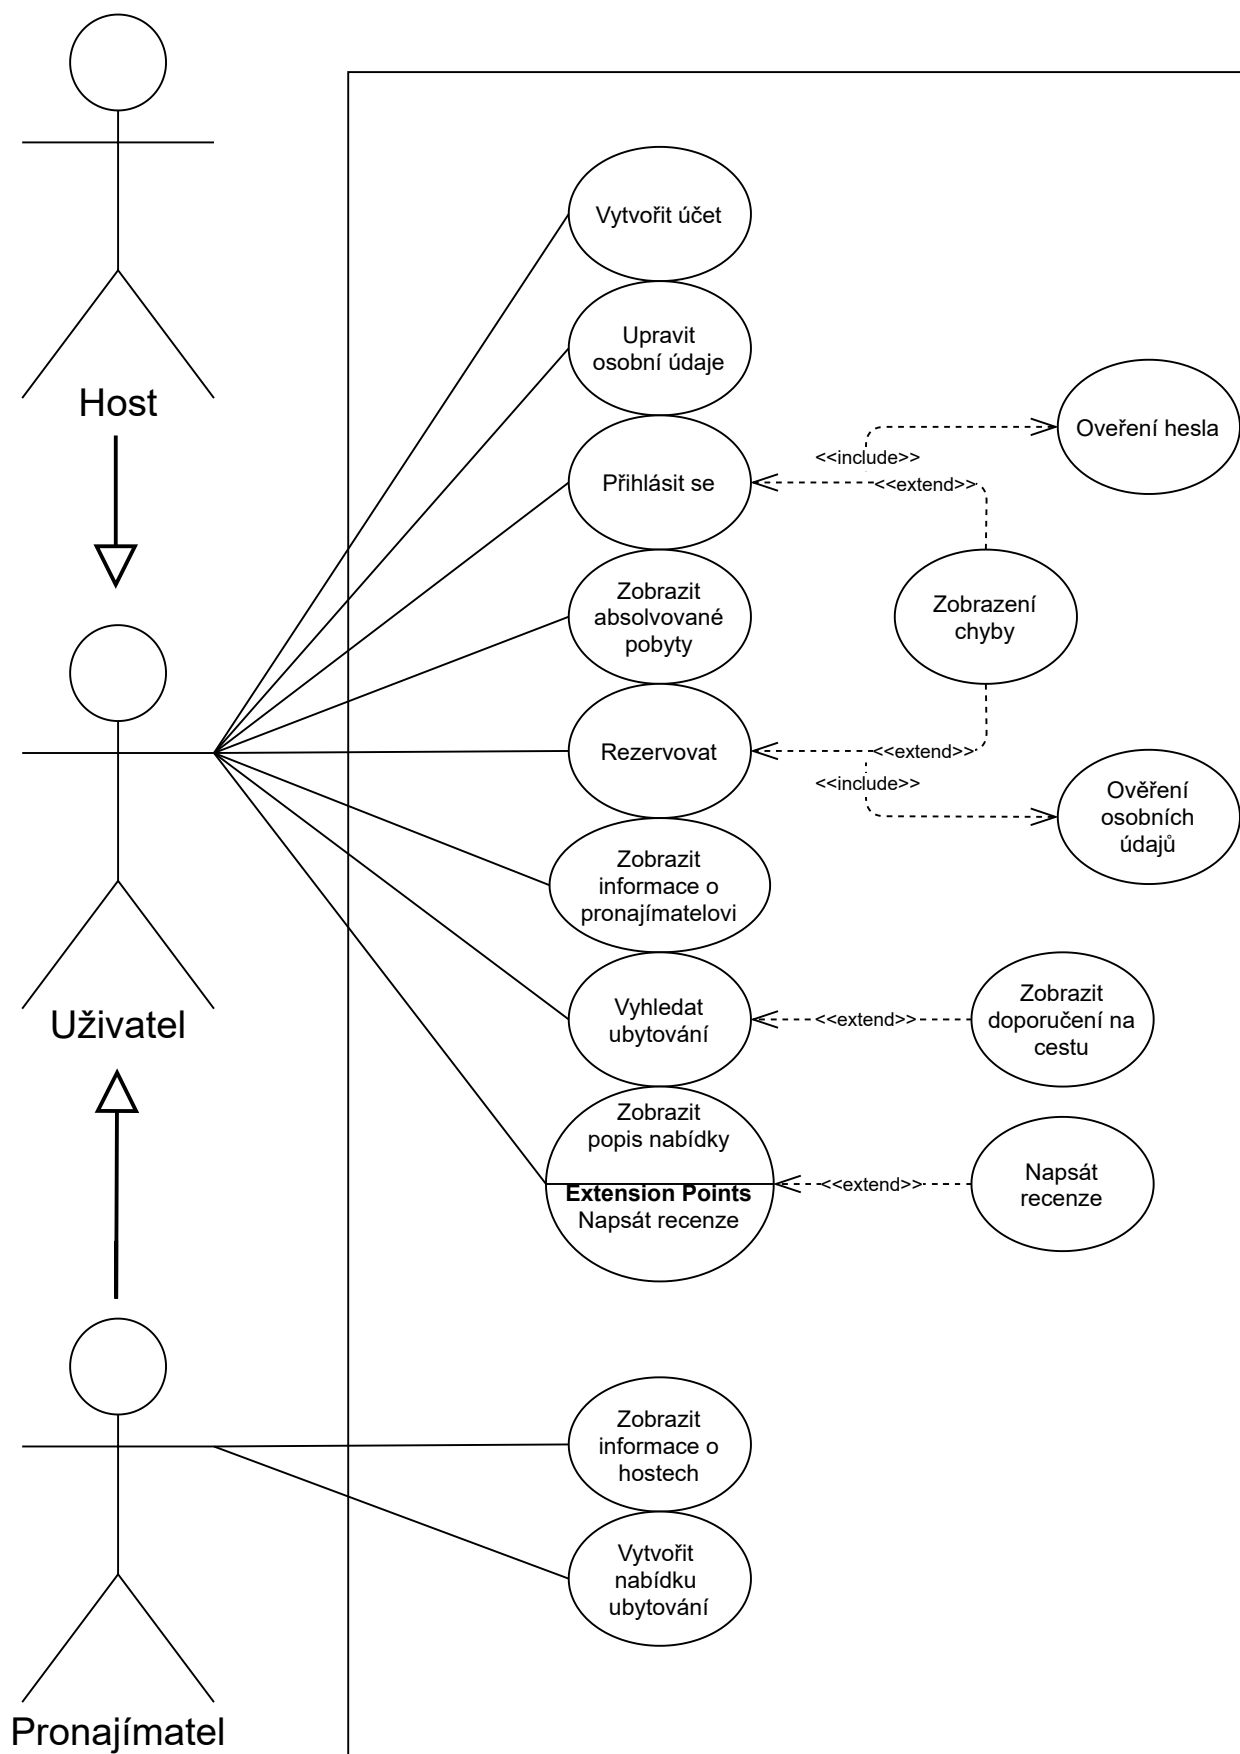 Vytvořit účet
Upravit
osobní údaje
Host
Oveření hesla
<<include>>
Přihlásit se
<<extend>>
Zobrazit
absolvované
pobyty
Zobrazení
chyby
Rezervovat
<<extend>>
<<include>>
Ověření
osobních
údajů
Zobrazit
informace o
pronajímatelovi
Uživatel
Vyhledat
ubytování
<<extend>>
Zobrazit
doporučení na
cestu
Zobrazit
popis nabídky
Extension Points
Napsát recenze
<<extend>>
Napsát
recenze
Zobrazit
informace o
hostech
Vytvořit
nabídku
ubytování
Pronajímatel